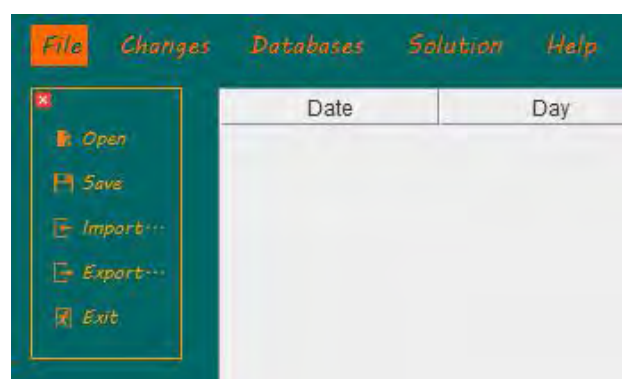 File Changes Databases Solution Help
Date Day
Open
Save
Import...
Export...
Exit